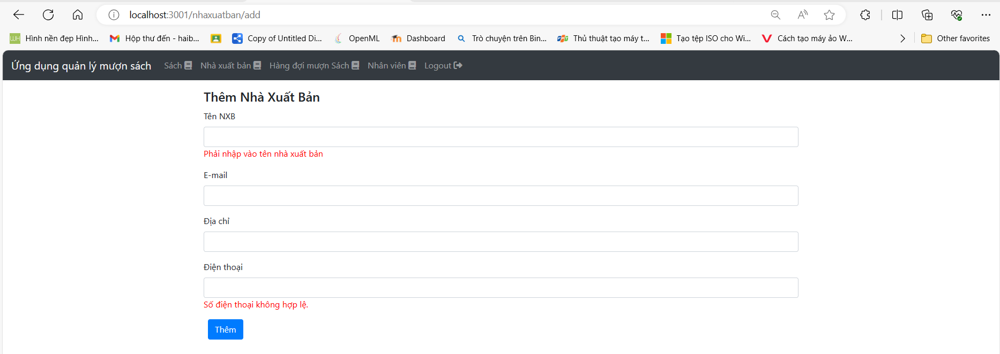 localhost:3001/nhaxuatban/add
Hình nền đẹp Hình... Hộp thư đến - haib... Copy of Untitled Di... OpenML Dashboard Trò chuyện trên Bin... Thủ thuật tạo máy t... Tạo tệp ISO cho Wi... Cách tạo máy ảo W... Other favorites
Ứng dụng quản lý mượn sách Sách Nhà xuất bản Hàng đợi mượn Sách Nhân viên Logout
Thêm Nhà Xuất Bản
Tên NXB
Phải nhập vào tên nhà xuất bản
E-mail
Địa chỉ
Điện thoại
Số điện thoại không hợp lệ.
Thêm